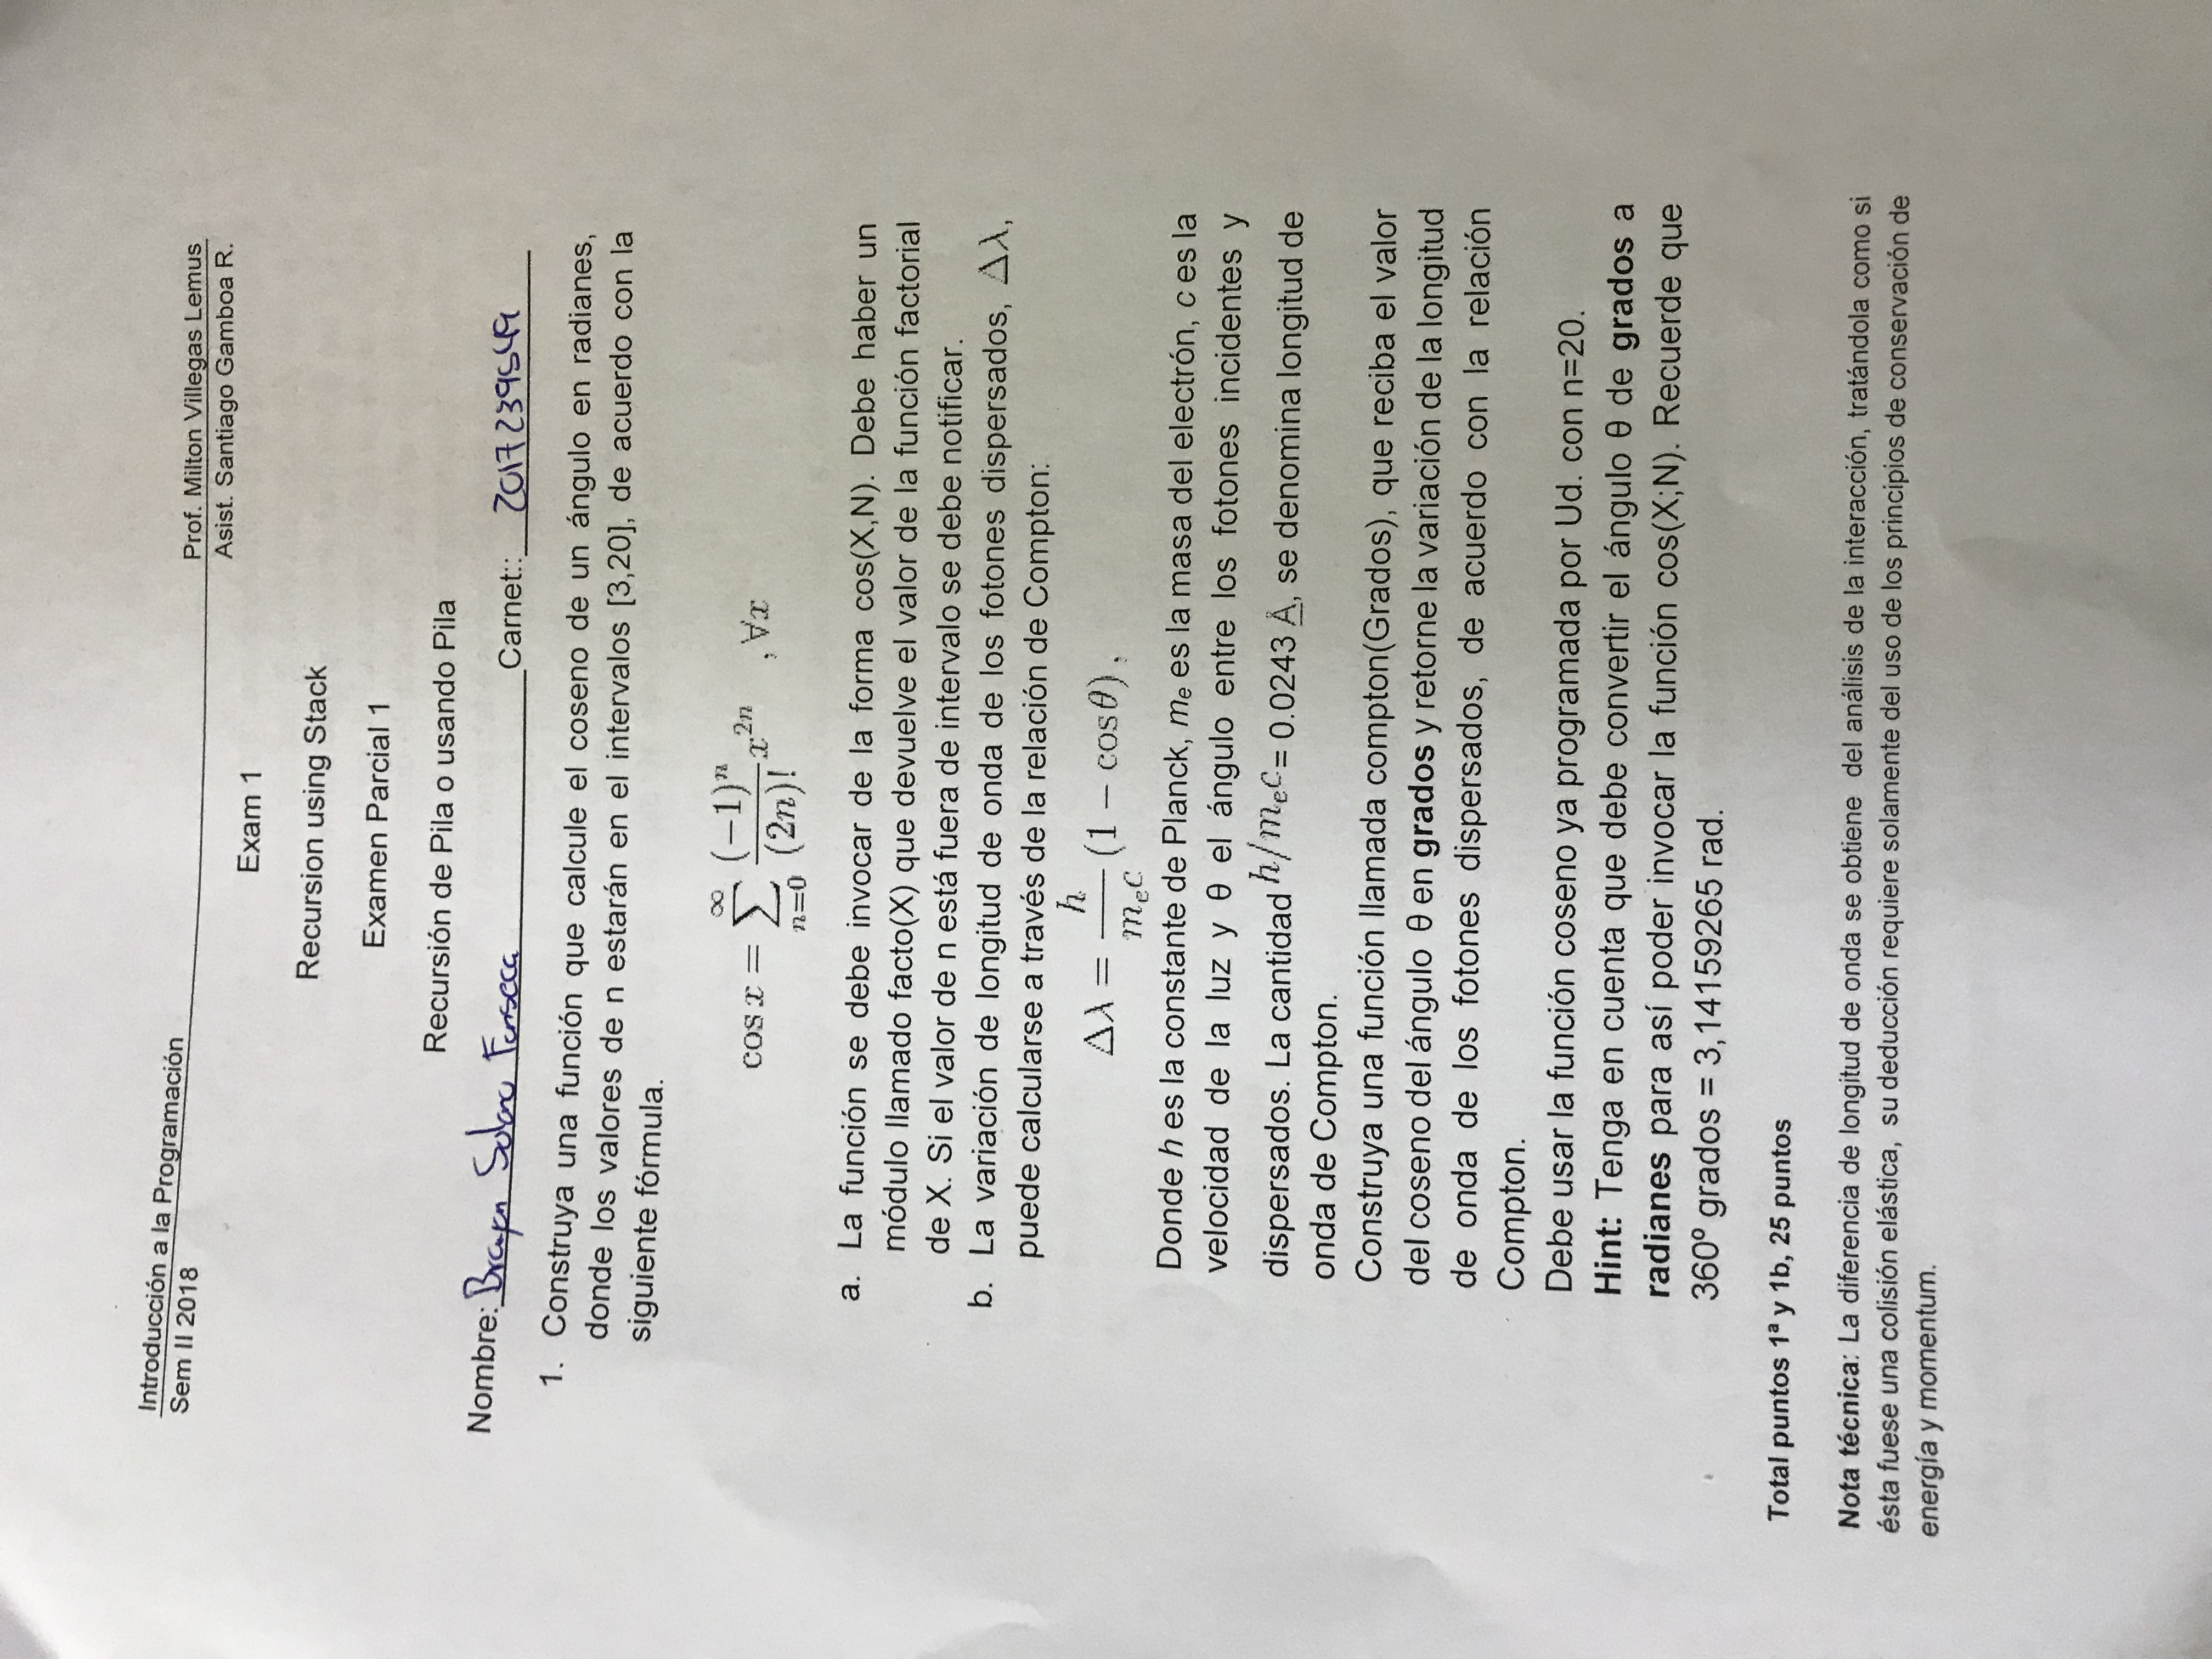 Introducción a la Programación
Sem II 2018
Prof. Milton Villegas Lemus
Asist. Santiago Gamboa R.
Exam 1
Recursion using Stack
Examen Parcial 1
Recursión de Pila o usando Pila
Nombre: Brayan Solano Fonseca Carnet:: 2017239549
1. Construya una función que calcule el coseno de un ángulo en radianes,
donde los valores de n estarán en el intervalos [3,20], de acuerdo con la
siguiente fórmula.
cos x = ∑_{n=0}^{∞} (−1)^n / (2n)! x^{2n} , ∀x
a. La función se debe invocar de la forma cos(X,N). Debe haber un
módulo llamado facto(X) que devuelve el valor de la función factorial
de X. Si el valor de n está fuera de intervalo se debe notificar.
b. La variación de longitud de onda de los fotones dispersados, Δλ,
puede calcularse a través de la relación de Compton:
Δλ = h / m_e c (1 − cos θ) ,
Donde h es la constante de Planck, m_e es la masa del electrón, c es la
velocidad de la luz y θ el ángulo entre los fotones incidentes y
dispersados. La cantidad h/m_e c = 0.0243 Å, se denomina longitud de
onda de Compton.
Construya una función llamada compton(Grados), que reciba el valor
del coseno del ángulo θ en grados y retorne la variación de la longitud
de onda de los fotones dispersados, de acuerdo con la relación
Compton.
Debe usar la función coseno ya programada por Ud. con n=20.
Hint: Tenga en cuenta que debe convertir el ángulo θ de grados a
radianes para así poder invocar la función cos(X;N). Recuerde que
360º grados = 3,14159265 rad.
Total puntos 1ª y 1b, 25 puntos
Nota técnica: La diferencia de longitud de onda se obtiene del análisis de la interacción, tratándola como si
ésta fuese una colisión elástica, su deducción requiere solamente del uso de los principios de conservación de
energía y momentum.